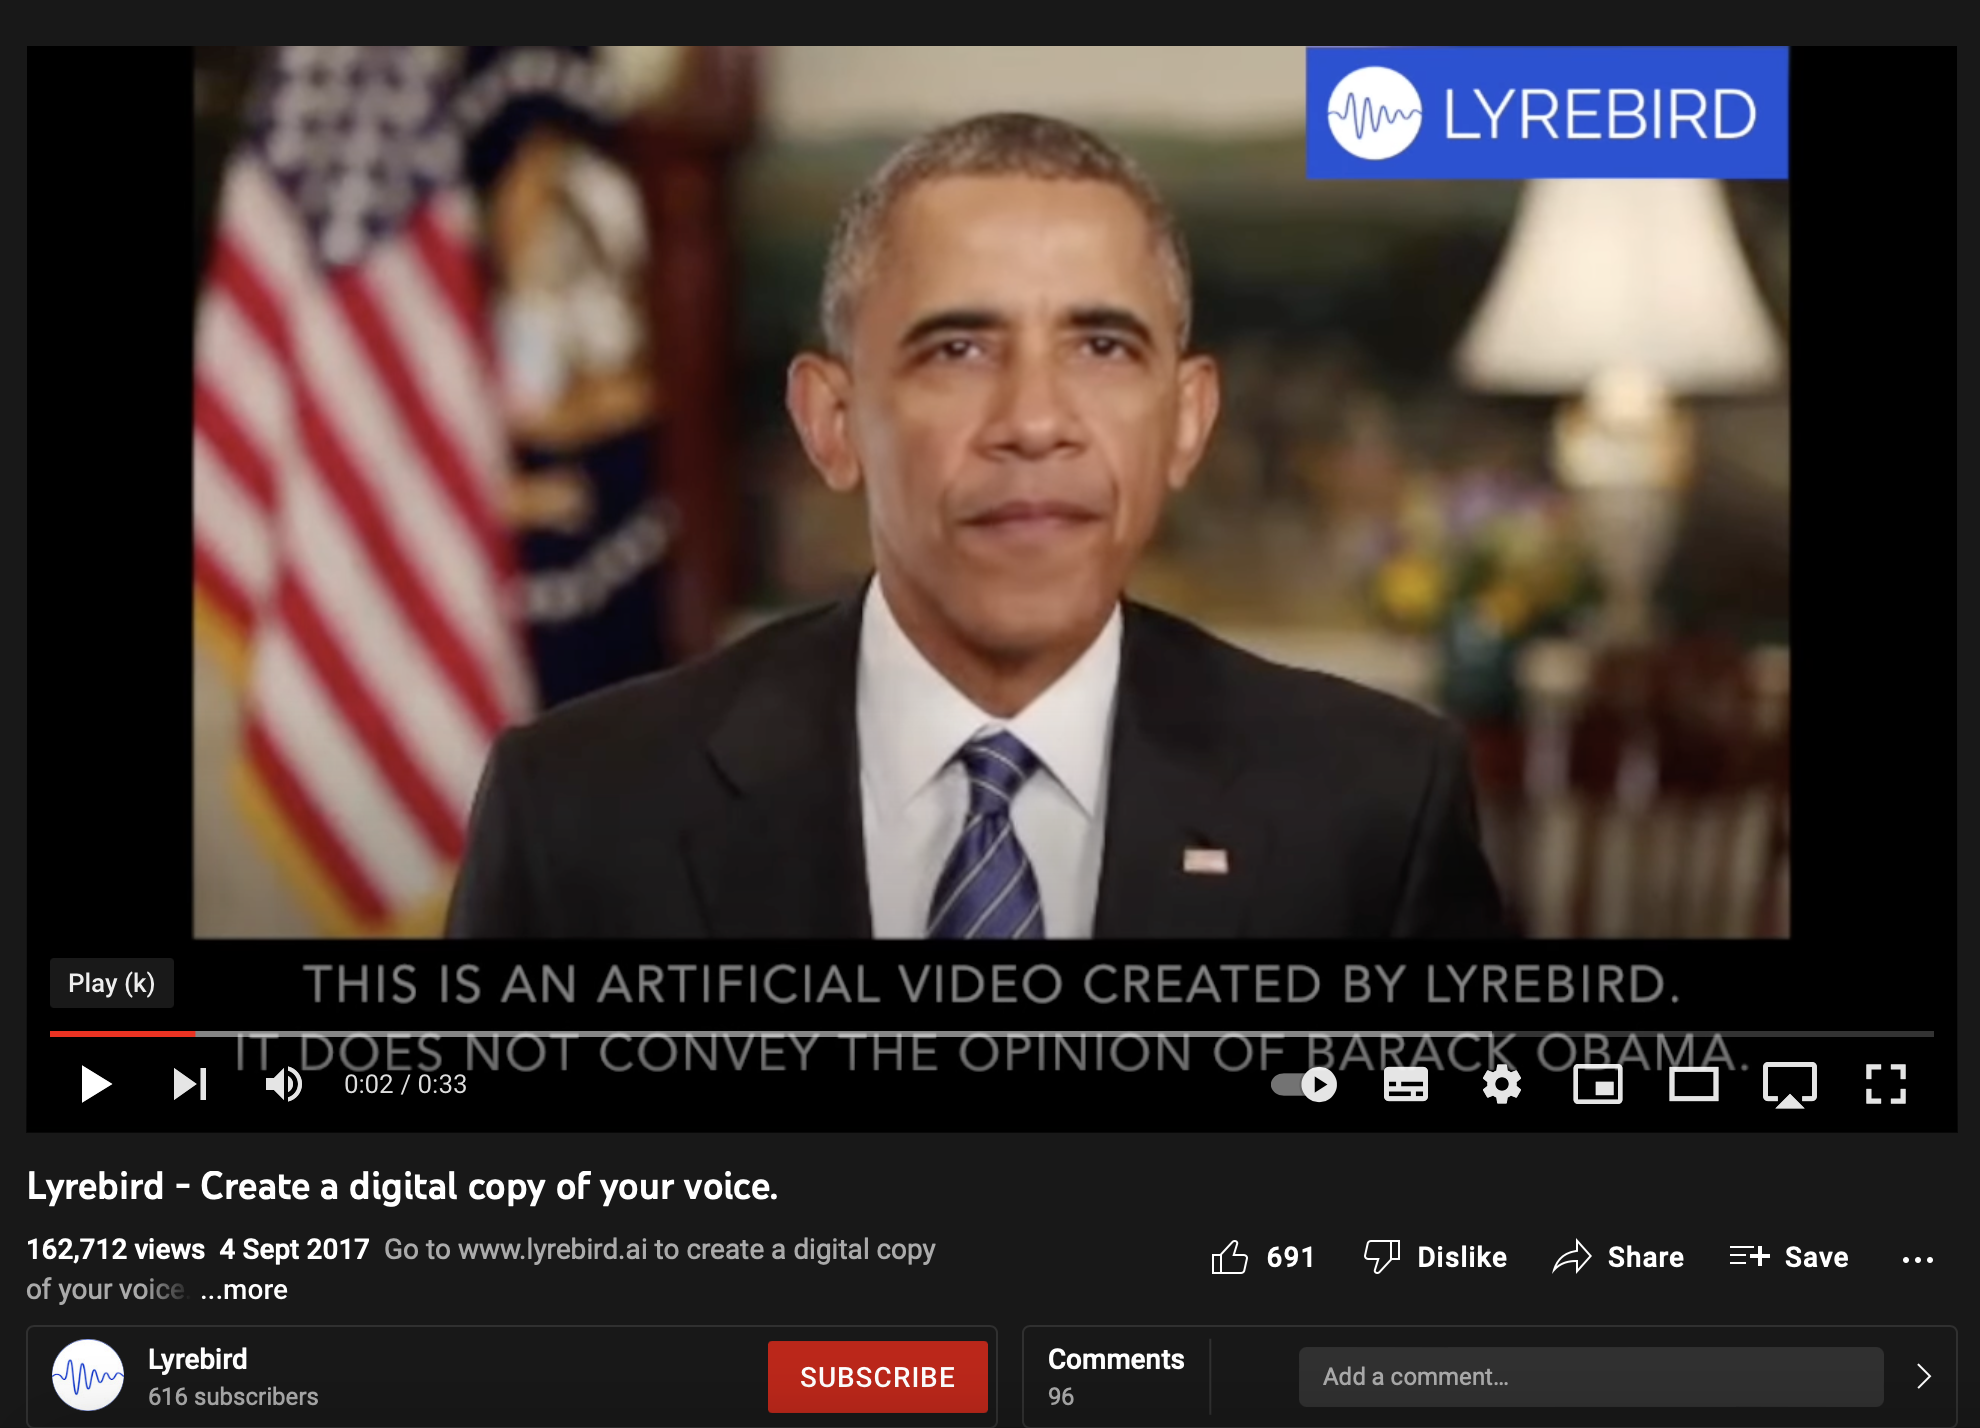 LYREBIRD
Play (k)
THIS IS AN ARTIFICIAL VIDEO CREATED BY LYREBIRD.
IT DOES NOT CONVEY THE OPINION OF BARACK OBAMA.
0:02 / 0:33
Lyrebird - Create a digital copy of your voice.
162,712 views 4 Sept 2017 Go to www.lyrebird.ai to create a digital copy
of your voice. ...more
691 Dislike Share Save
Lyrebird
616 subscribers
SUBSCRIBE
Comments
96
Add a comment...